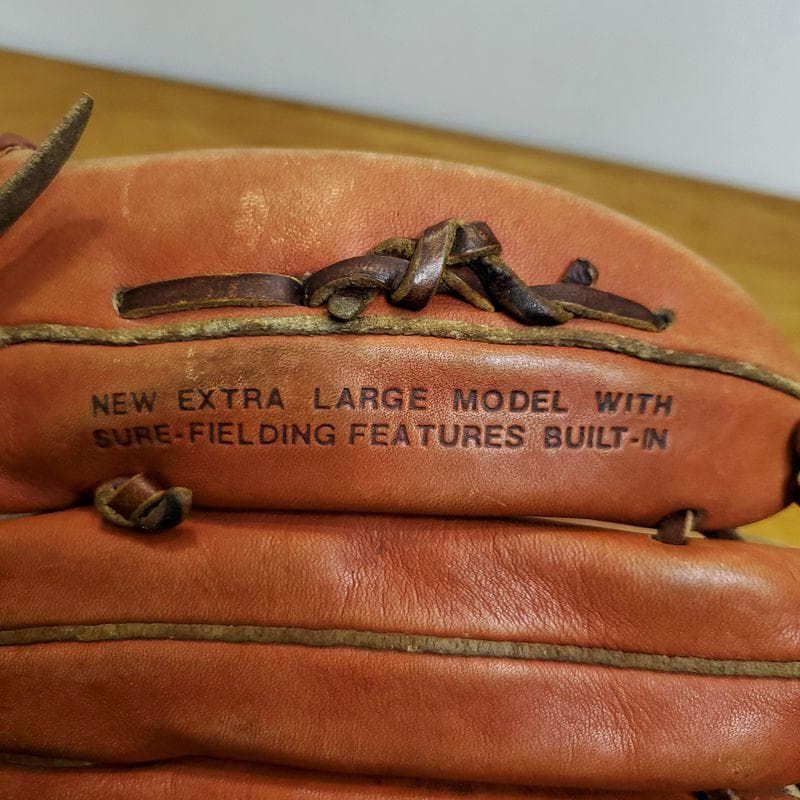 NEW EXTRA LARGE MODEL WITH
SURE-FIELDING FEATURES BUILT-IN